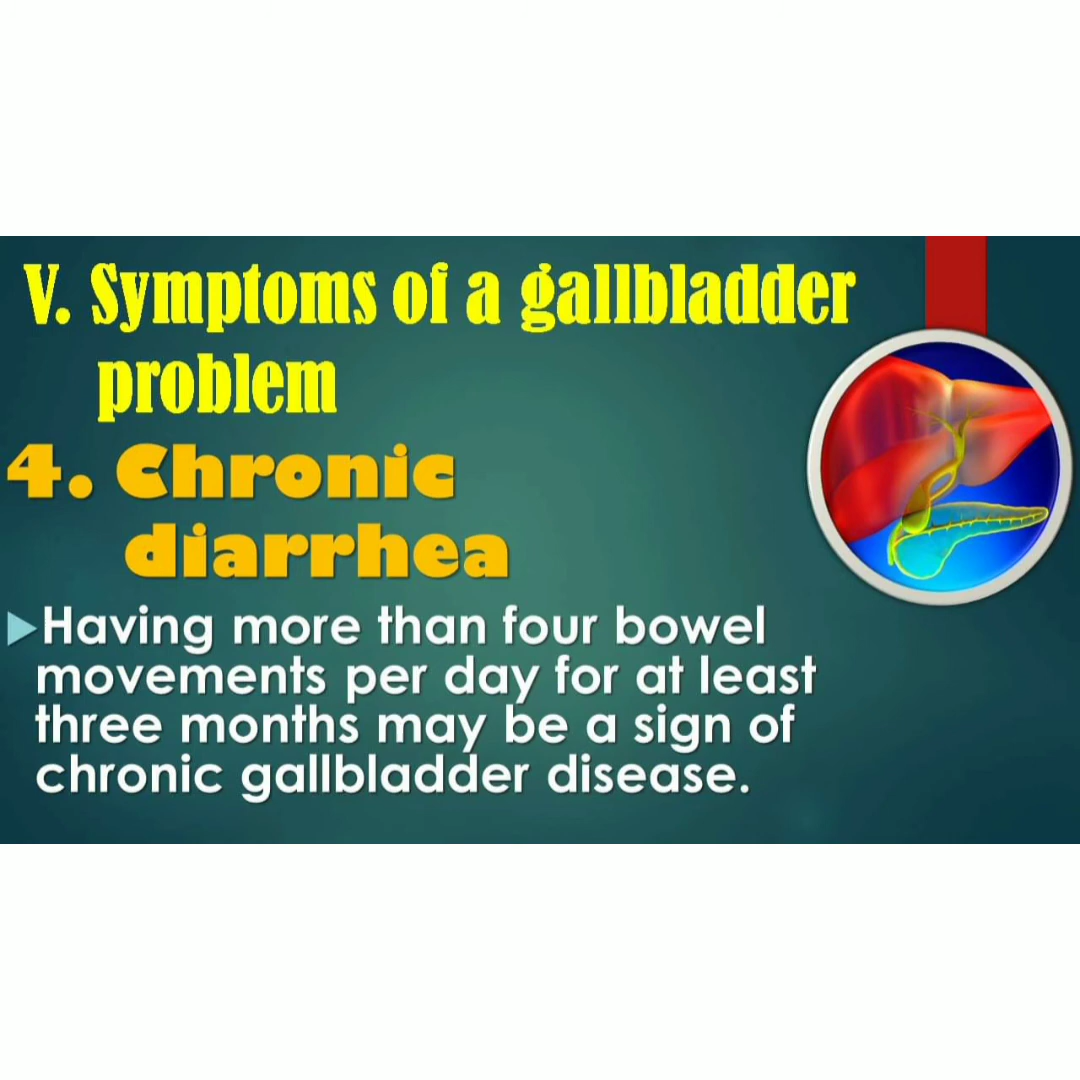 V. Symptoms of a gallbladder
problem
4. Chronic
diarrhea
Having more than four bowel
movements per day for at least
three months may be a sign of
chronic gallbladder disease.